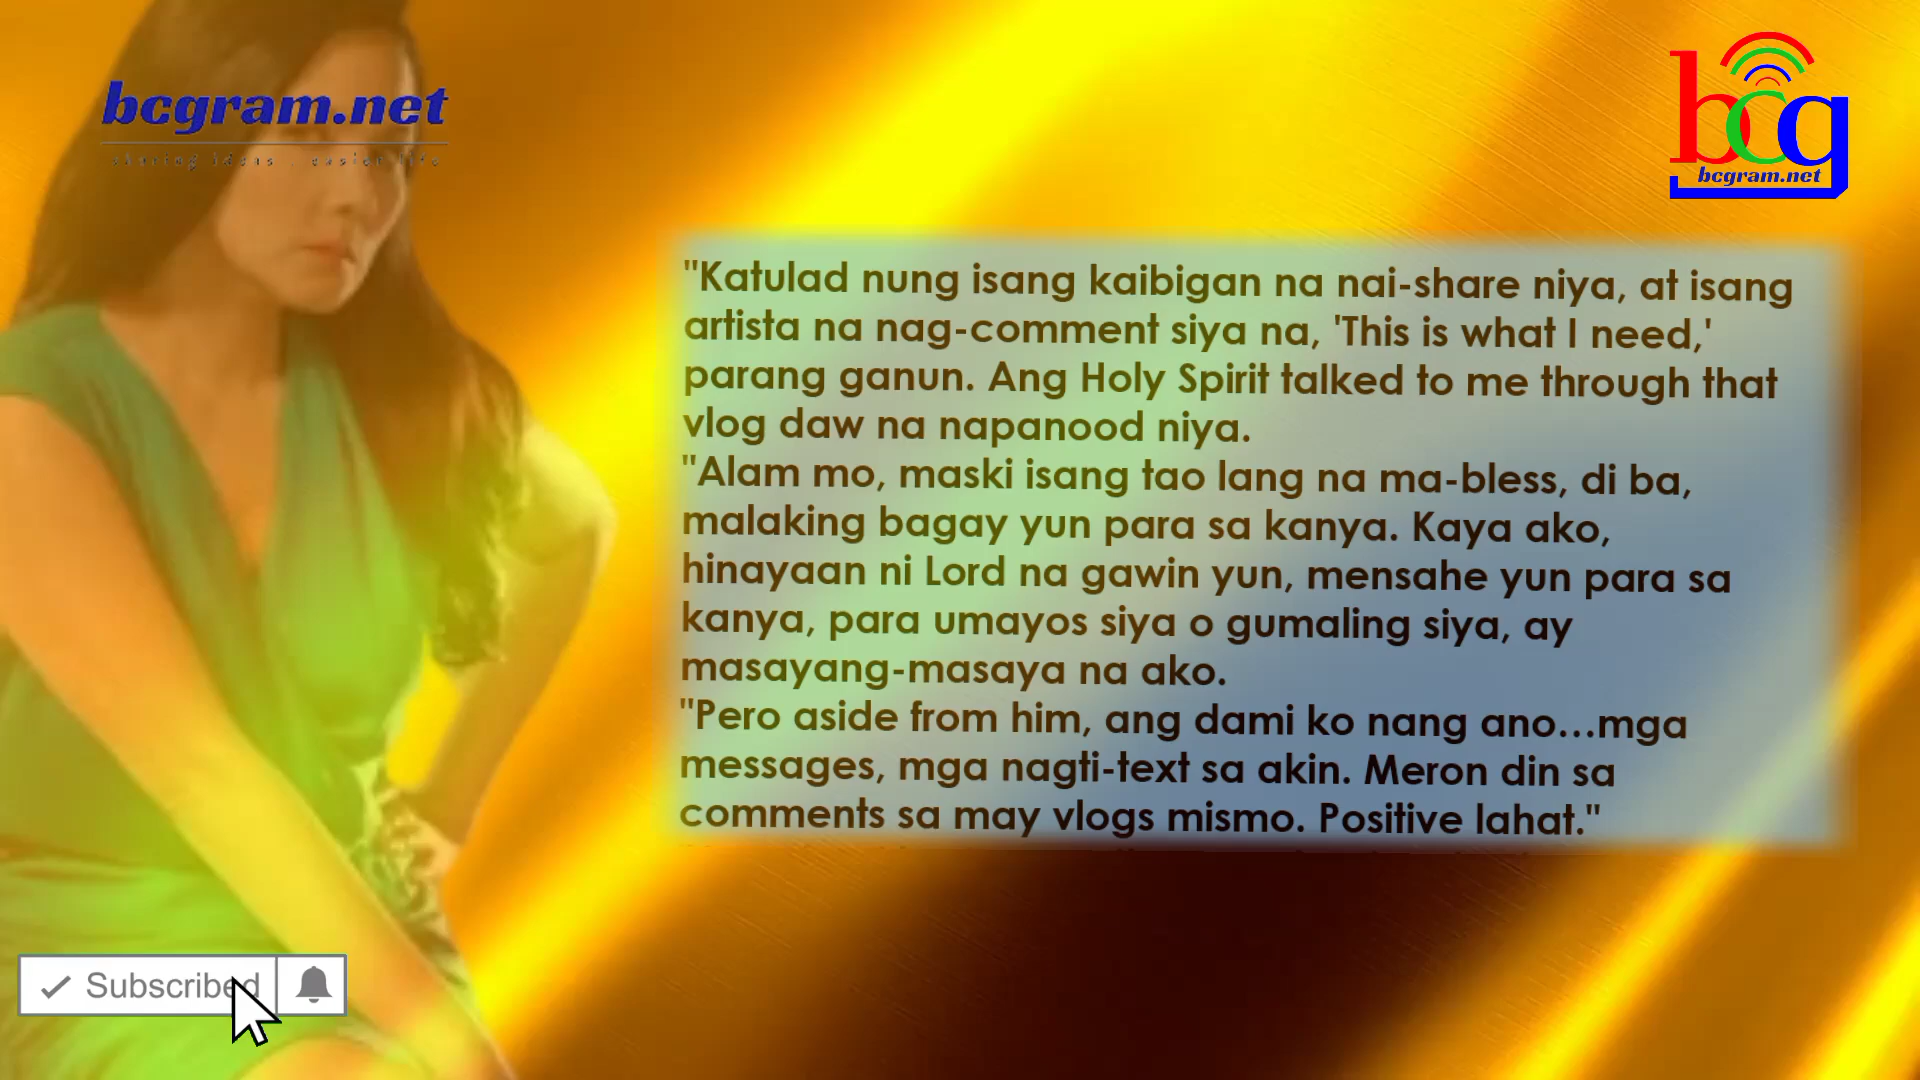 bcgram.net
sharing ideas . easier life
bcg
bcgram.net
"Katulad nung isang kaibigan na nai-share niya, at isang
artista na nag-comment siya na, 'This is what I need,'
parang ganun. Ang Holy Spirit talked to me through that
vlog daw na napanood niya.
"Alam mo, maski isang tao lang na ma-bless, di ba,
malaking bagay yun para sa kanya. Kaya ako,
hinayaan ni Lord na gawin yun, mensahe yun para sa
kanya, para umayos siya o gumaling siya, ay
masayang-masaya na ako.
"Pero aside from him, ang dami ko nang ano...mga
messages, mga nagti-text sa akin. Meron din sa
comments sa may vlogs mismo. Positive lahat."
Subscribed